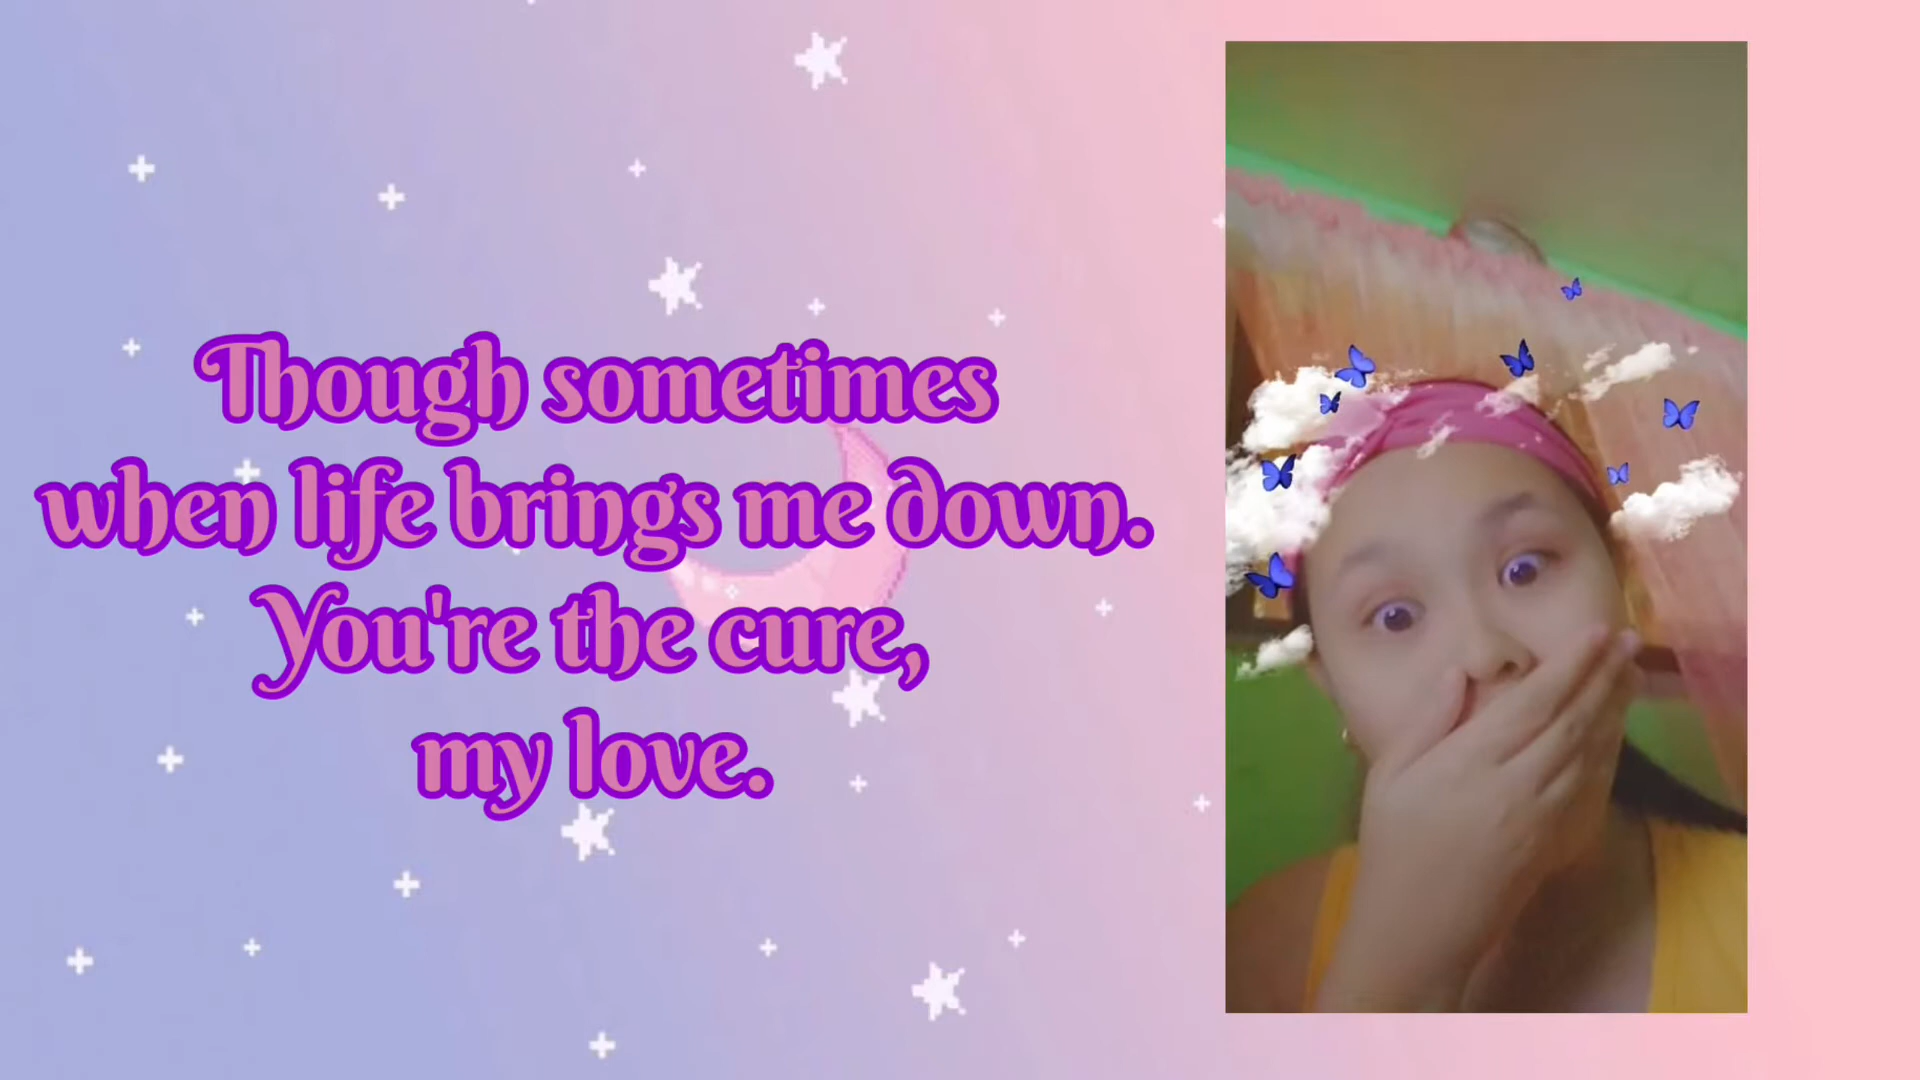 Though sometimes
when life brings me down.
You're the cure,
my love.